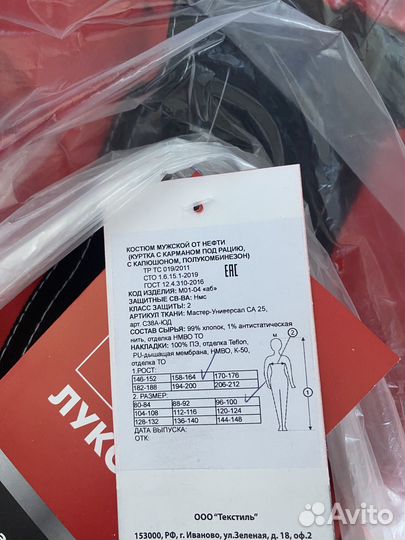 КОСТЮМ МУЖСКОЙ ОТ НЕФТИ
(КУРТКА С КАРМАНОМ ПОД РАЦИЮ,
С КАПЮШОНОМ, ПОЛУКОМБИНЕЗОН)
ТР ТС 019/2011
СТО 1.6.15.1-2019
ГОСТ 12.4.310-2016
EAC
КОД ИЗДЕЛИЯ: М01-04 «аб»
ЗАЩИТНЫЕ СВ-ВА: Нмс
КЛАСС ЗАЩИТЫ: 2
АРТИКУЛ ТКАНИ: Мастер-Универсал СА 25,
арт. С38А-ЮД
СОСТАВ СЫРЬЯ: 99% хлопок, 1% антистатическая
нить, отделка НМВО ТО
НАКЛАДКИ: 100% ПЭ, отделка Teflon,
PU-дышащая мембрана, НМВО, К-50,
отделка ТО
1.РОСТ:
146-152 158-164 170-176
182-188 194-200 206-212
2. РАЗМЕР:
80-84 88-92 96-100
104-108 112-116 120-124
128-132 136-140 144-148
ДАТА ВЫПУСКА:
ОТК:
2
1
ООО "Текстиль"
153000, РФ, г. Иваново, ул.Зеленая, д. 18, оф.2
ЛУКО
Avito